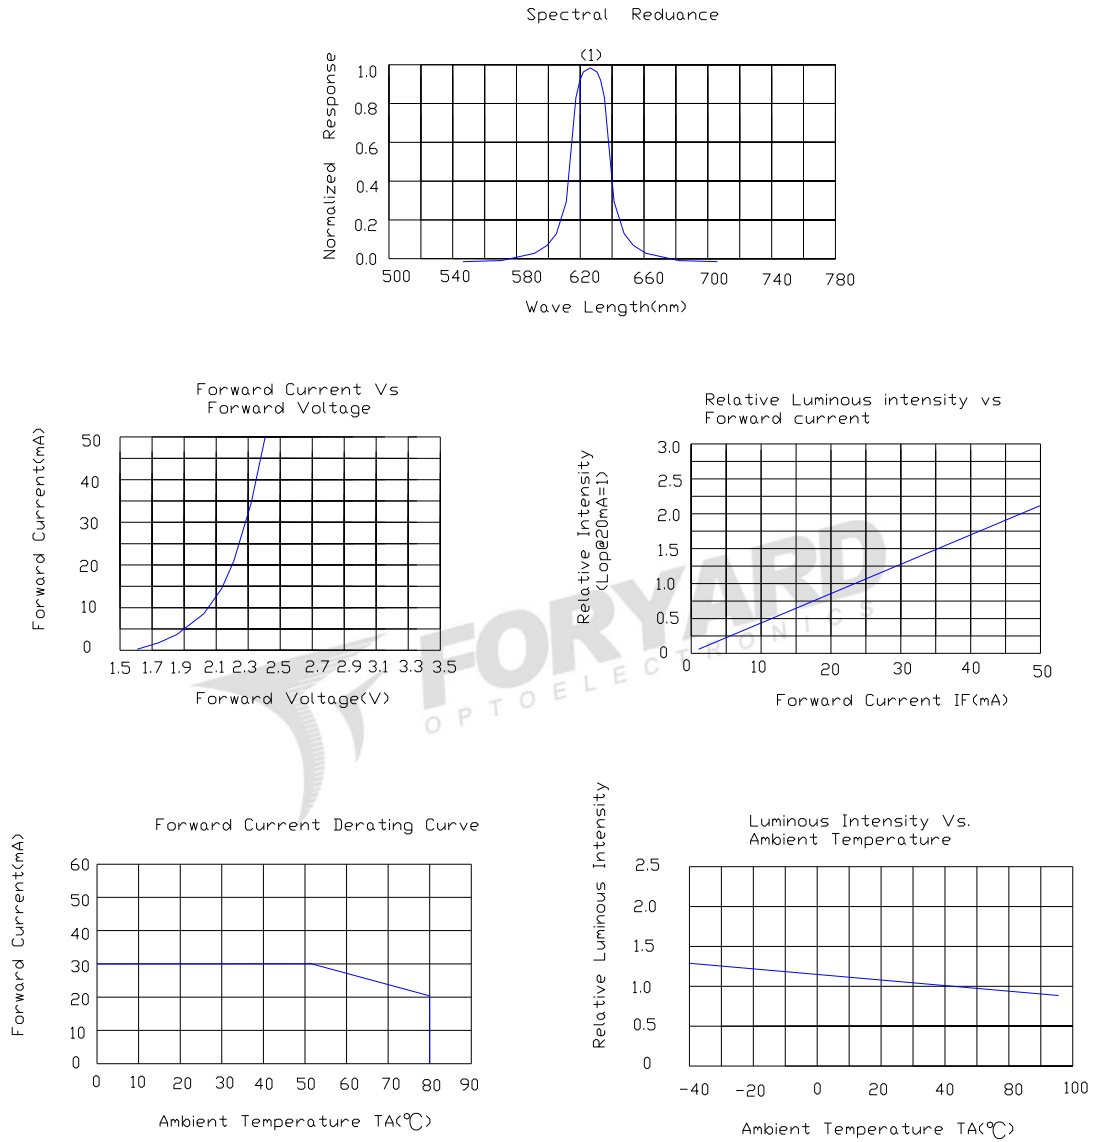 Spectral Reduance
(1)
Normalized Response
1.0
0.8
0.6
0.4
0.2
0.0
500 540 580 620 660 700 740 780
Wave Length(nm)
Forward Current Vs
Forward Voltage
Forward Current(mA)
50
40
30
20
10
0
1.5 1.7 1.9 2.1 2.3 2.5 2.7 2.9 3.1 3.3 3.5
Forward Voltage(V)
Relative Luminous intensity vs
Forward current
Relative Intensity
(Lop@20mA=1)
3.0
2.5
2.0
1.5
1.0
0.5
0
0 10 20 30 40 50
Forward Current IF(mA)
FORYARD
OPTOELECTRONICS
Forward Current Derating Curve
Forward Current(mA)
60
50
40
30
20
10
0
0 10 20 30 40 50 60 70 80 90
Ambient Temperature TA(℃)
Luminous Intensity Vs.
Ambient Temperature
Relative Luminous Intensity
2.5
2.0
1.5
1.0
0.5
0
-40 -20 0 20 40 80 100
Ambient Temperature TA(℃)